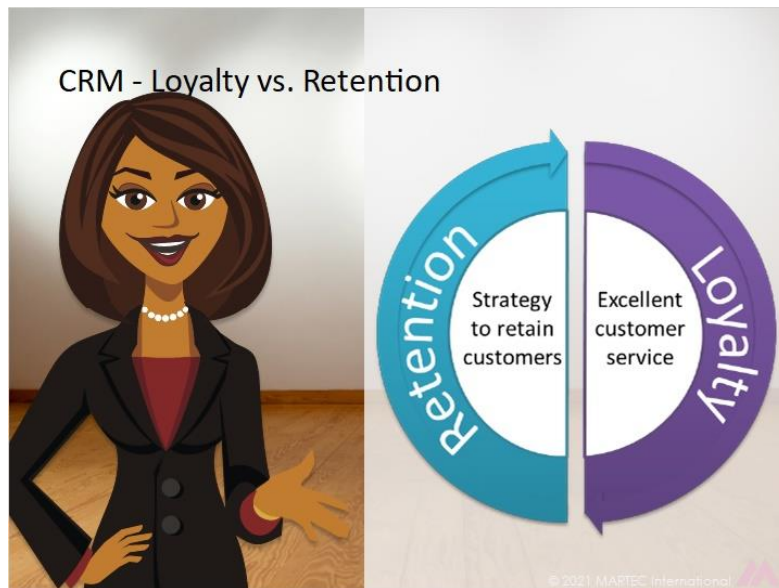 CRM - Loyalty vs. Retention
Retention
Strategy
to retain
customers
Excellent
customer
service
Loyalty
© 2021 MARTEC International